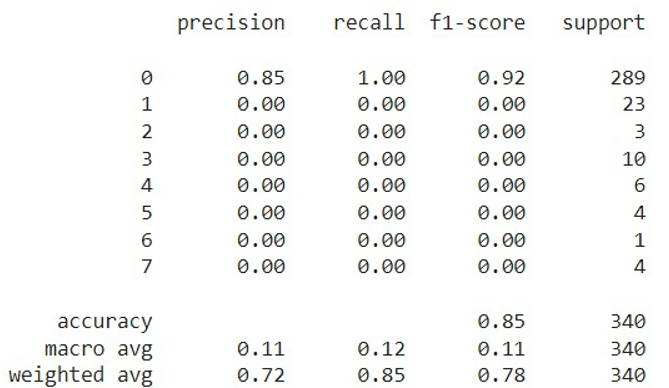 precision recall f1-score support
0 0.85 1.00 0.92 289
1 0.00 0.00 0.00 23
2 0.00 0.00 0.00 3
3 0.00 0.00 0.00 10
4 0.00 0.00 0.00 6
5 0.00 0.00 0.00 4
6 0.00 0.00 0.00 1
7 0.00 0.00 0.00 4
accuracy 0.85 340
macro avg 0.11 0.12 0.11 340
weighted avg 0.72 0.85 0.78 340